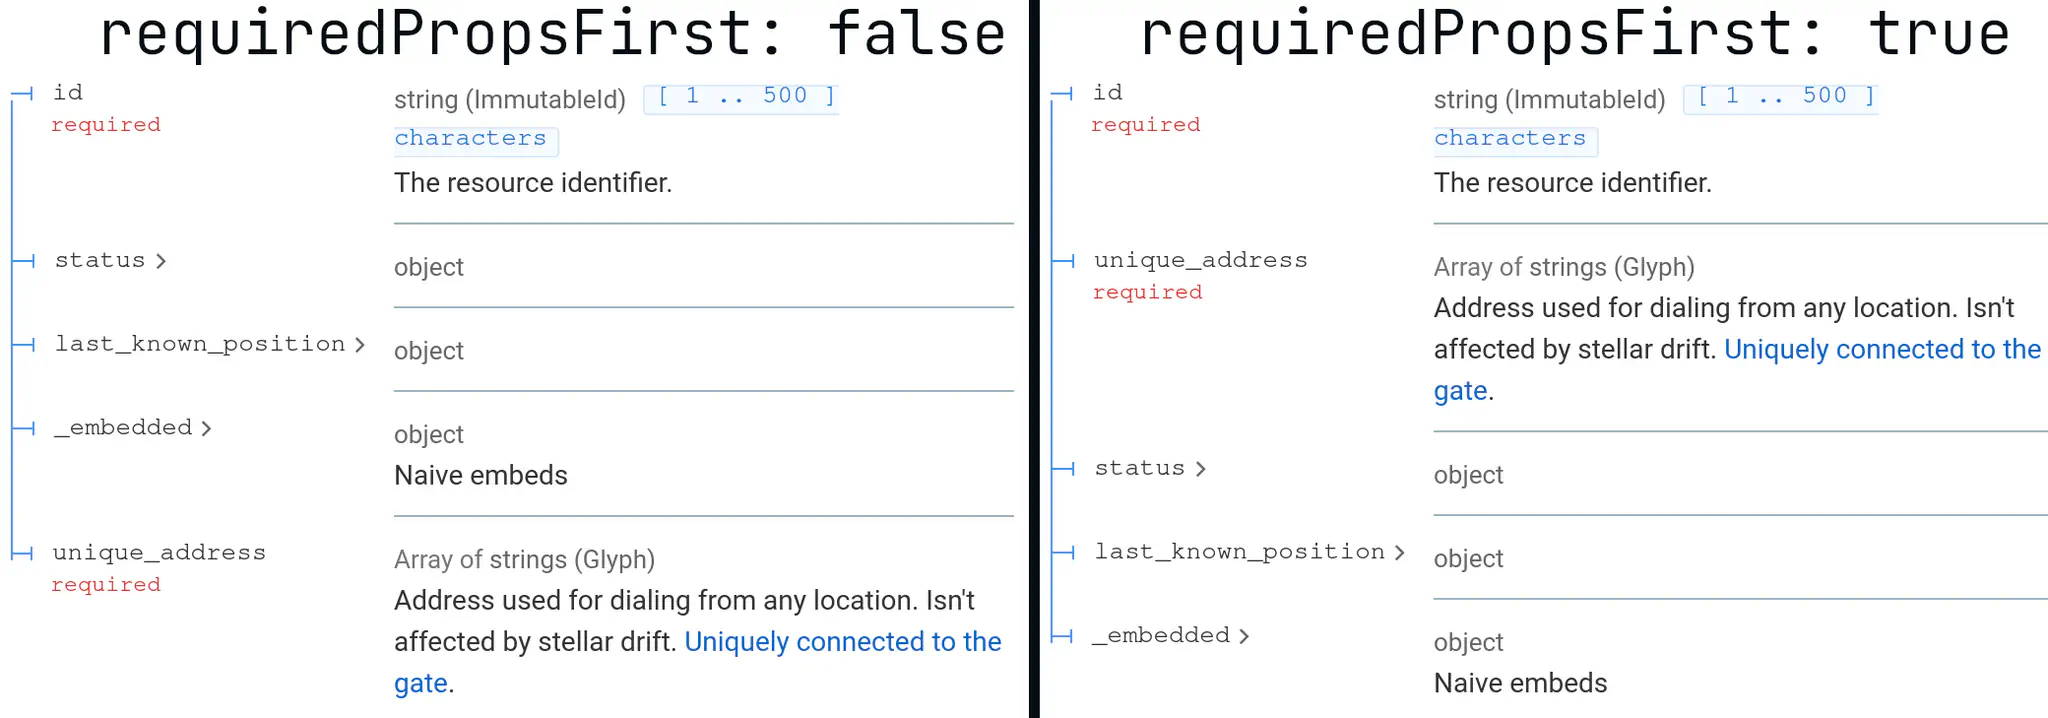 requiredPropsFirst: false
id
required
string (ImmutableId) [ 1 .. 500 ]
characters
The resource identifier.
status
object
last_known_position
object
_embedded
object
Naive embeds
unique_address
required
Array of strings (Glyph)
Address used for dialing from any location. Isn't
affected by stellar drift. Uniquely connected to the
gate.
requiredPropsFirst: true
id
required
string (ImmutableId) [ 1 .. 500 ]
characters
The resource identifier.
unique_address
required
Array of strings (Glyph)
Address used for dialing from any location. Isn't
affected by stellar drift. Uniquely connected to the
gate.
status
object
last_known_position
object
_embedded
object
Naive embeds